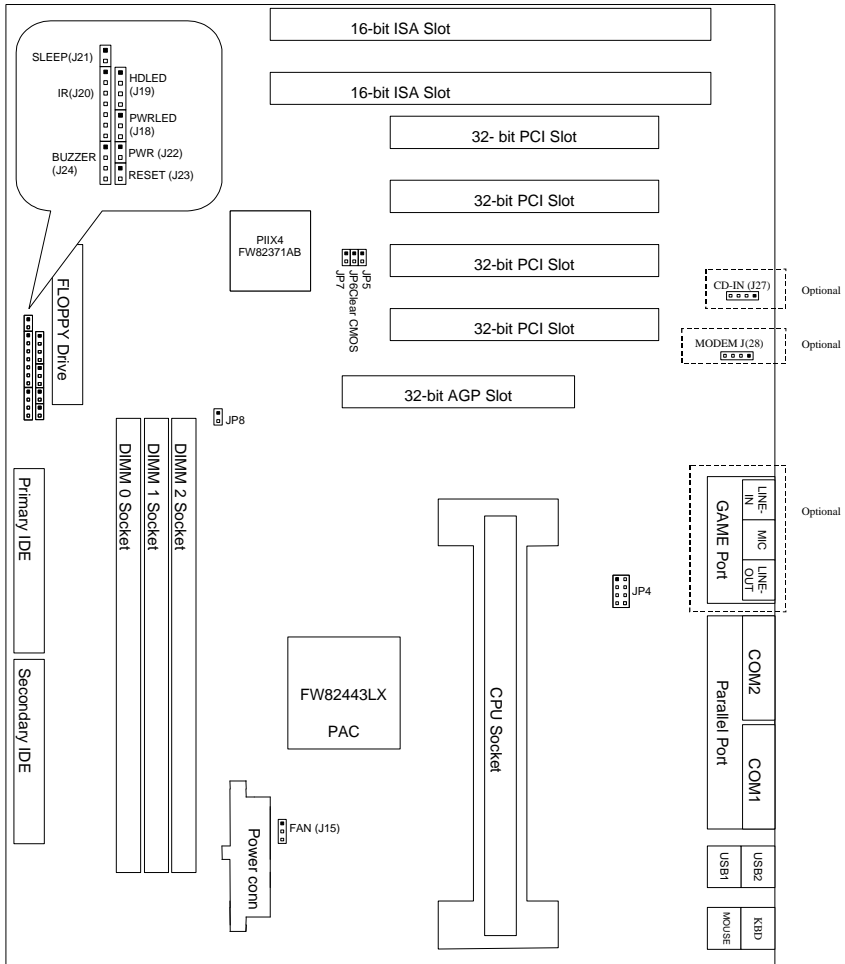 16-bit ISA Slot
SLEEP(J21)
IR(J20)
HDLED
(J19)
PWRLED
(J18)
BUZZER
(J24)
PWR (J22)
RESET (J23)
16-bit ISA Slot
32- bit PCI Slot
32-bit PCI Slot
32-bit PCI Slot
32-bit PCI Slot
32-bit AGP Slot
PIIX4
FW82371AB
JP5
JP6Clear CMOS
JP7
CD-IN (J27)
Optional
MODEM J(28)
Optional
FLOPPY Drive
JP8
DIMM 0 Socket
DIMM 1 Socket
DIMM 2 Socket
Primary IDE
Secondary IDE
LINE-
IN
MIC
LINE-
OUT
GAME Port
Optional
JP4
FW82443LX
PAC
CPU Socket
COM2
Parallel Port
COM1
FAN (J15)
Power conn
USB1
USB2
MOUSE
KBD